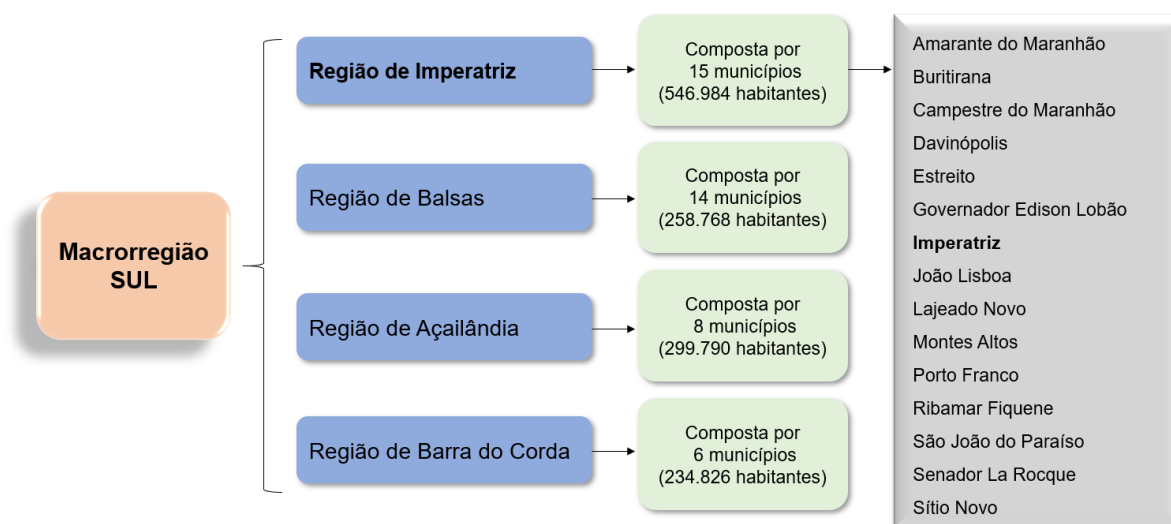 Macrorregião
SUL
Região de Imperatriz
Composta por
15 municípios
(546.984 habitantes)
Região de Balsas
Composta por
14 municípios
(258.768 habitantes)
Região de Açailândia
Composta por
8 municípios
(299.790 habitantes)
Região de Barra do Corda
Composta por
6 municípios
(234.826 habitantes)
Amarante do Maranhão
Buritirana
Campestre do Maranhão
Davinópolis
Estreito
Governador Edison Lobão
Imperatriz
João Lisboa
Lajeado Novo
Montes Altos
Porto Franco
Ribamar Fiquene
São João do Paraíso
Senador La Rocque
Sítio Novo